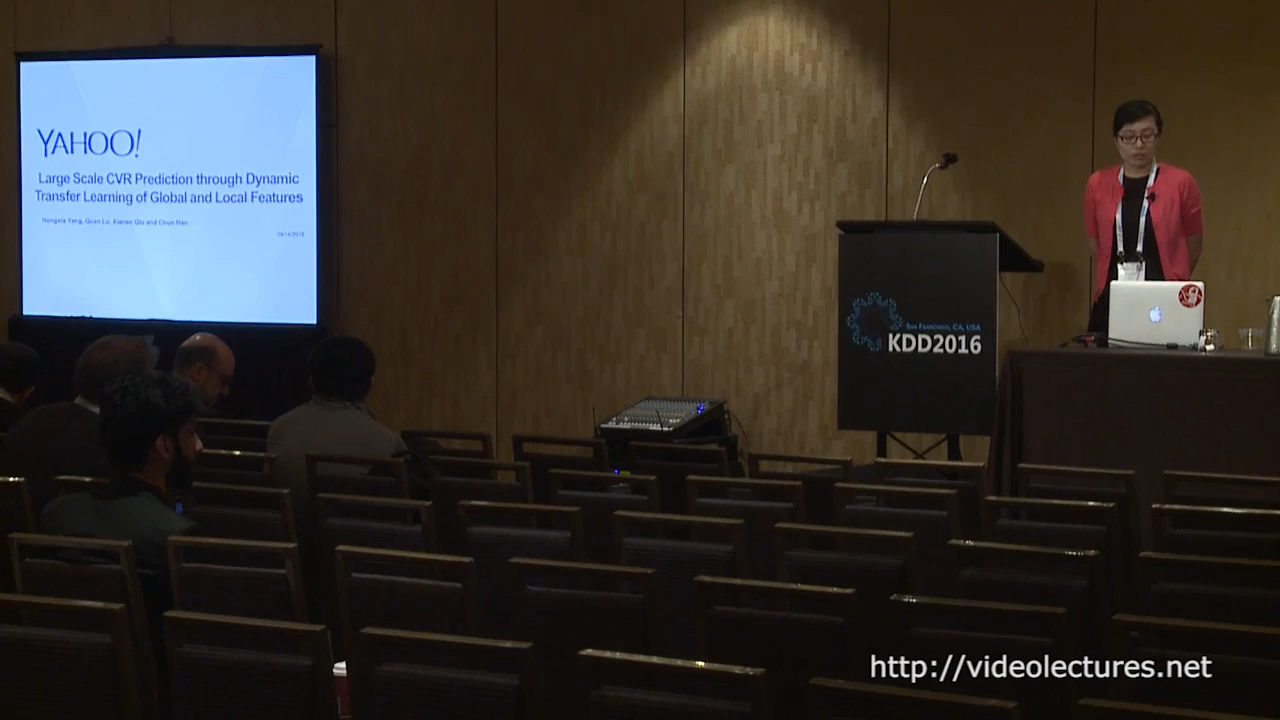 YAHOO!
Large Scale CVR Prediction through Dynamic
Transfer Learning of Global and Local Features
Hongxia Yang, Quan Lu, Xianen Qiu and Chun Han
San Francisco, CA, USA
KDD2016
http://videolectures.net